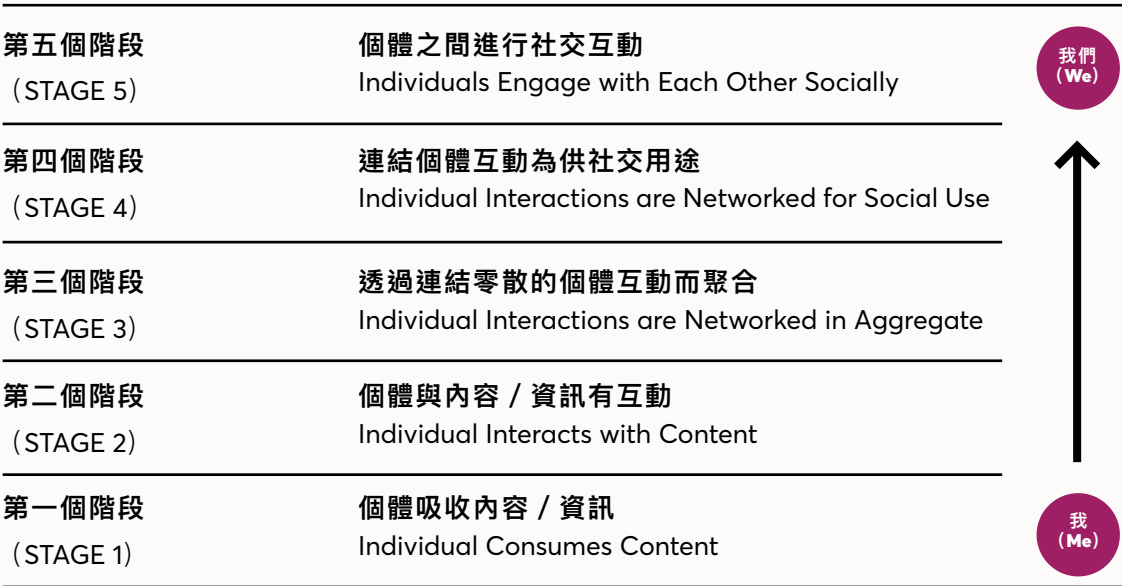 第五個階段
（STAGE 5）
個體之間進行社交互動
Individuals Engage with Each Other Socially
我們
（We）
第四個階段
（STAGE 4）
連結個體互動為供社交用途
Individual Interactions are Networked for Social Use
第三個階段
（STAGE 3）
透過連結零散的個體互動而聚合
Individual Interactions are Networked in Aggregate
第二個階段
（STAGE 2）
個體與內容 / 資訊有互動
Individual Interacts with Content
第一個階段
（STAGE 1）
個體吸收內容 / 資訊
Individual Consumes Content
我
（Me）